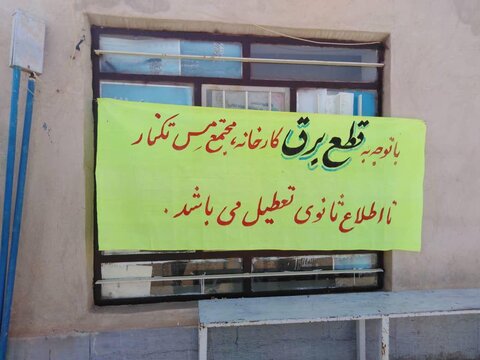 باتوجه به قطع برق کارخانه، مجتمع مس تکنار
تا اطلاع ثانوی تعطیل می باشد.